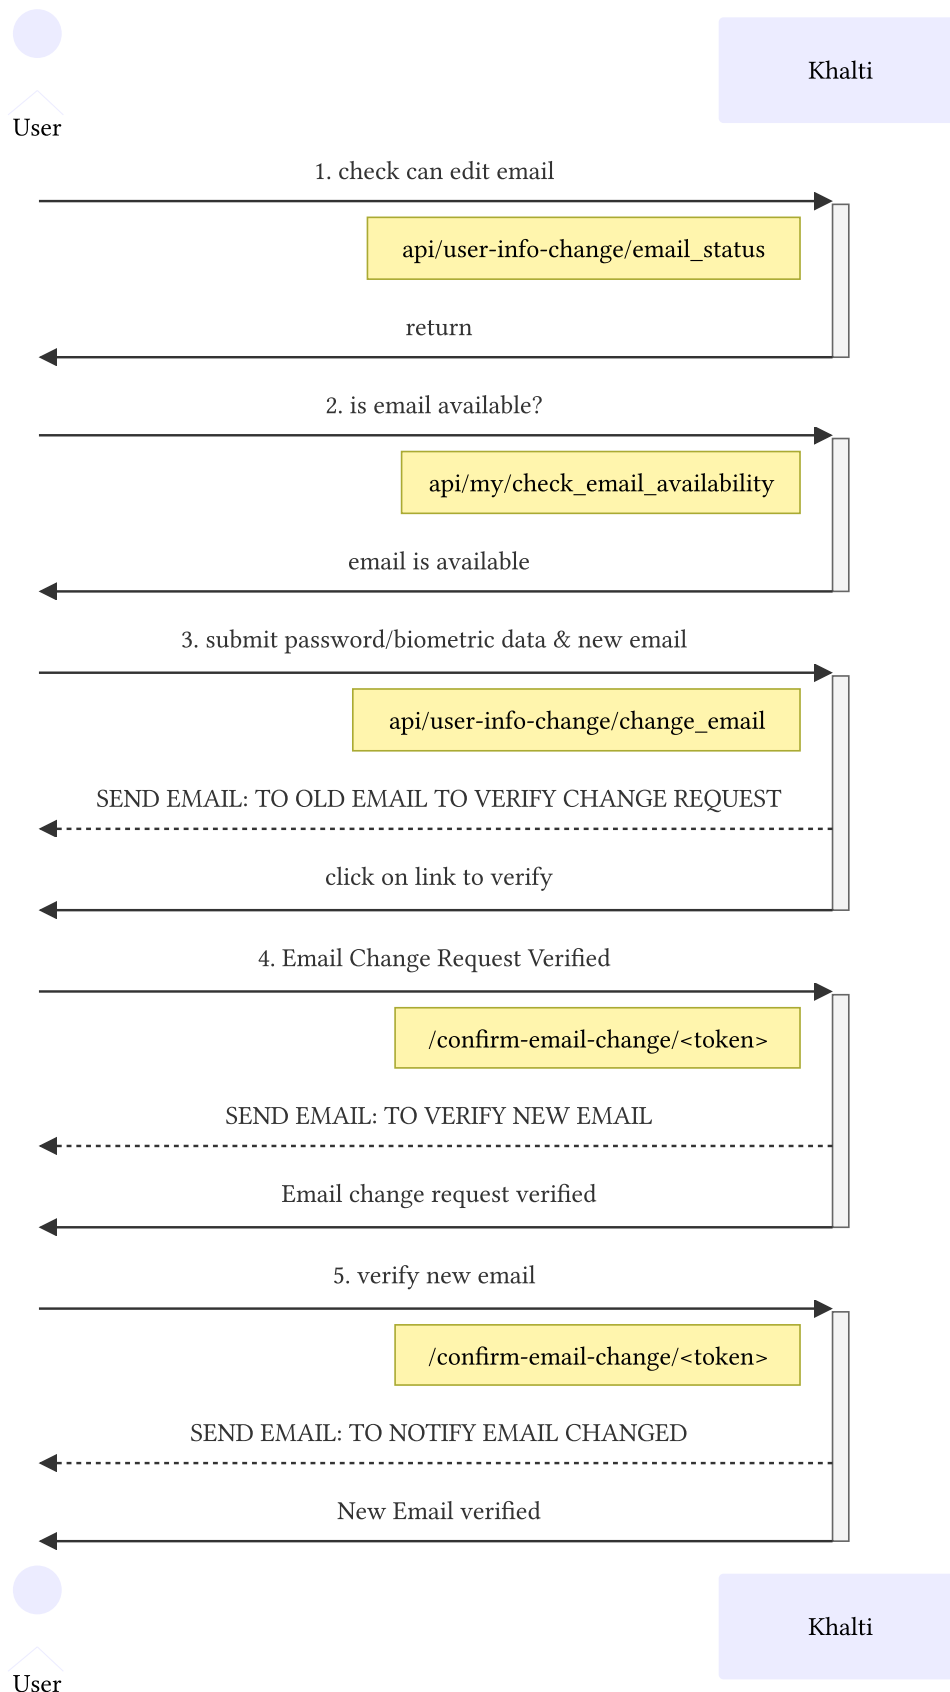 User
Khalti
1. check can edit email
api/user-info-change/email_status
return
2. is email available?
api/my/check_email_availability
email is available
3. submit password/biometric data & new email
api/user-info-change/change_email
SEND EMAIL: TO OLD EMAIL TO VERIFY CHANGE REQUEST
click on link to verify
4. Email Change Request Verified
/confirm-email-change/<token>
SEND EMAIL: TO VERIFY NEW EMAIL
Email change request verified
5. verify new email
/confirm-email-change/<token>
SEND EMAIL: TO NOTIFY EMAIL CHANGED
New Email verified
User
Khalti